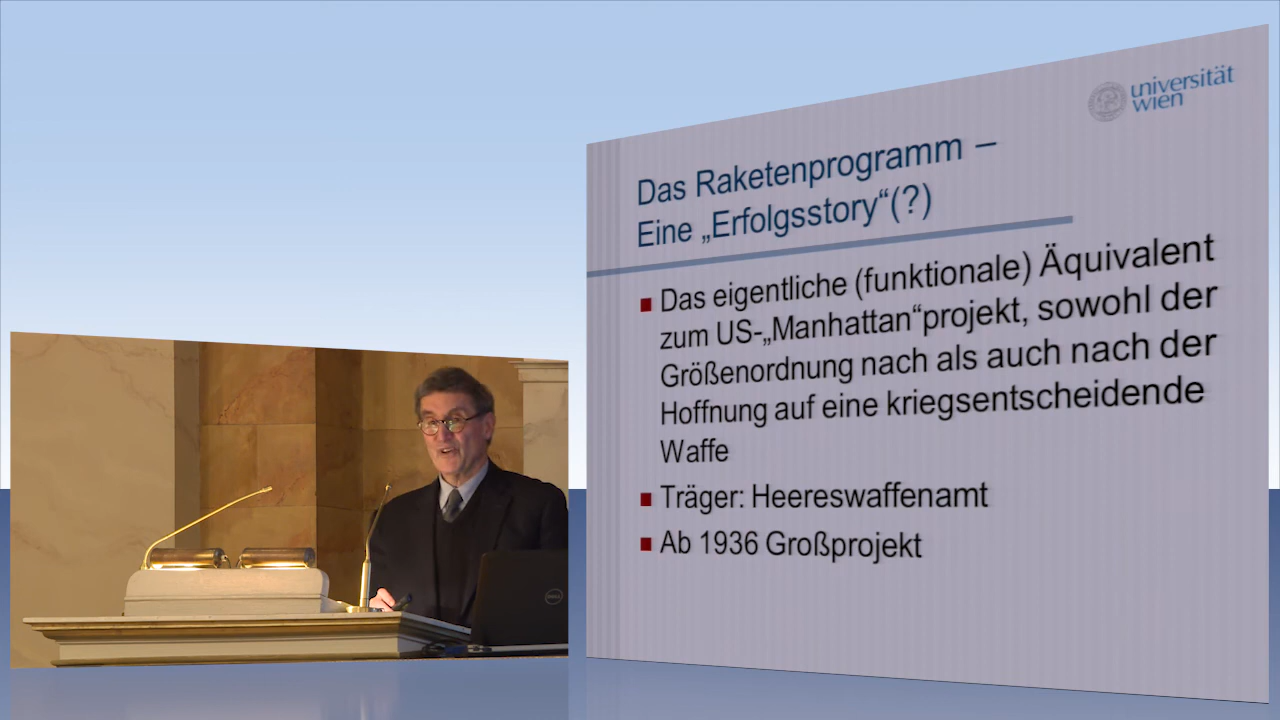 universität
wien
Das Raketenprogramm –
Eine „Erfolgsstory“(?)
Das eigentliche (funktionale) Äquivalent
zum US-„Manhattan“projekt, sowohl der
Größenordnung nach als auch nach der
Hoffnung auf eine kriegsentscheidende
Waffe
Träger: Heereswaffenamt
Ab 1936 Großprojekt
DELL